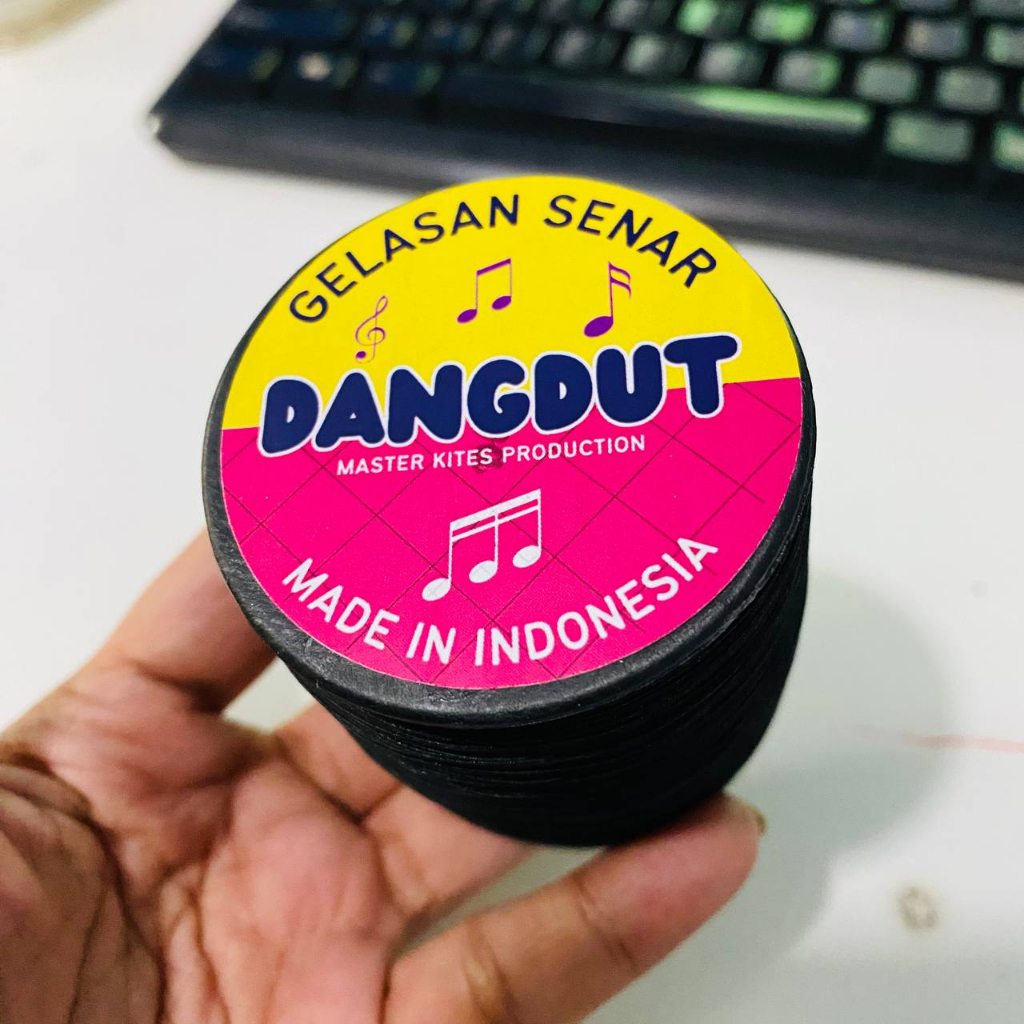 GELASAN SENAR
DANGDUT
MASTER KITES PRODUCTION
MADE IN INDONESIA